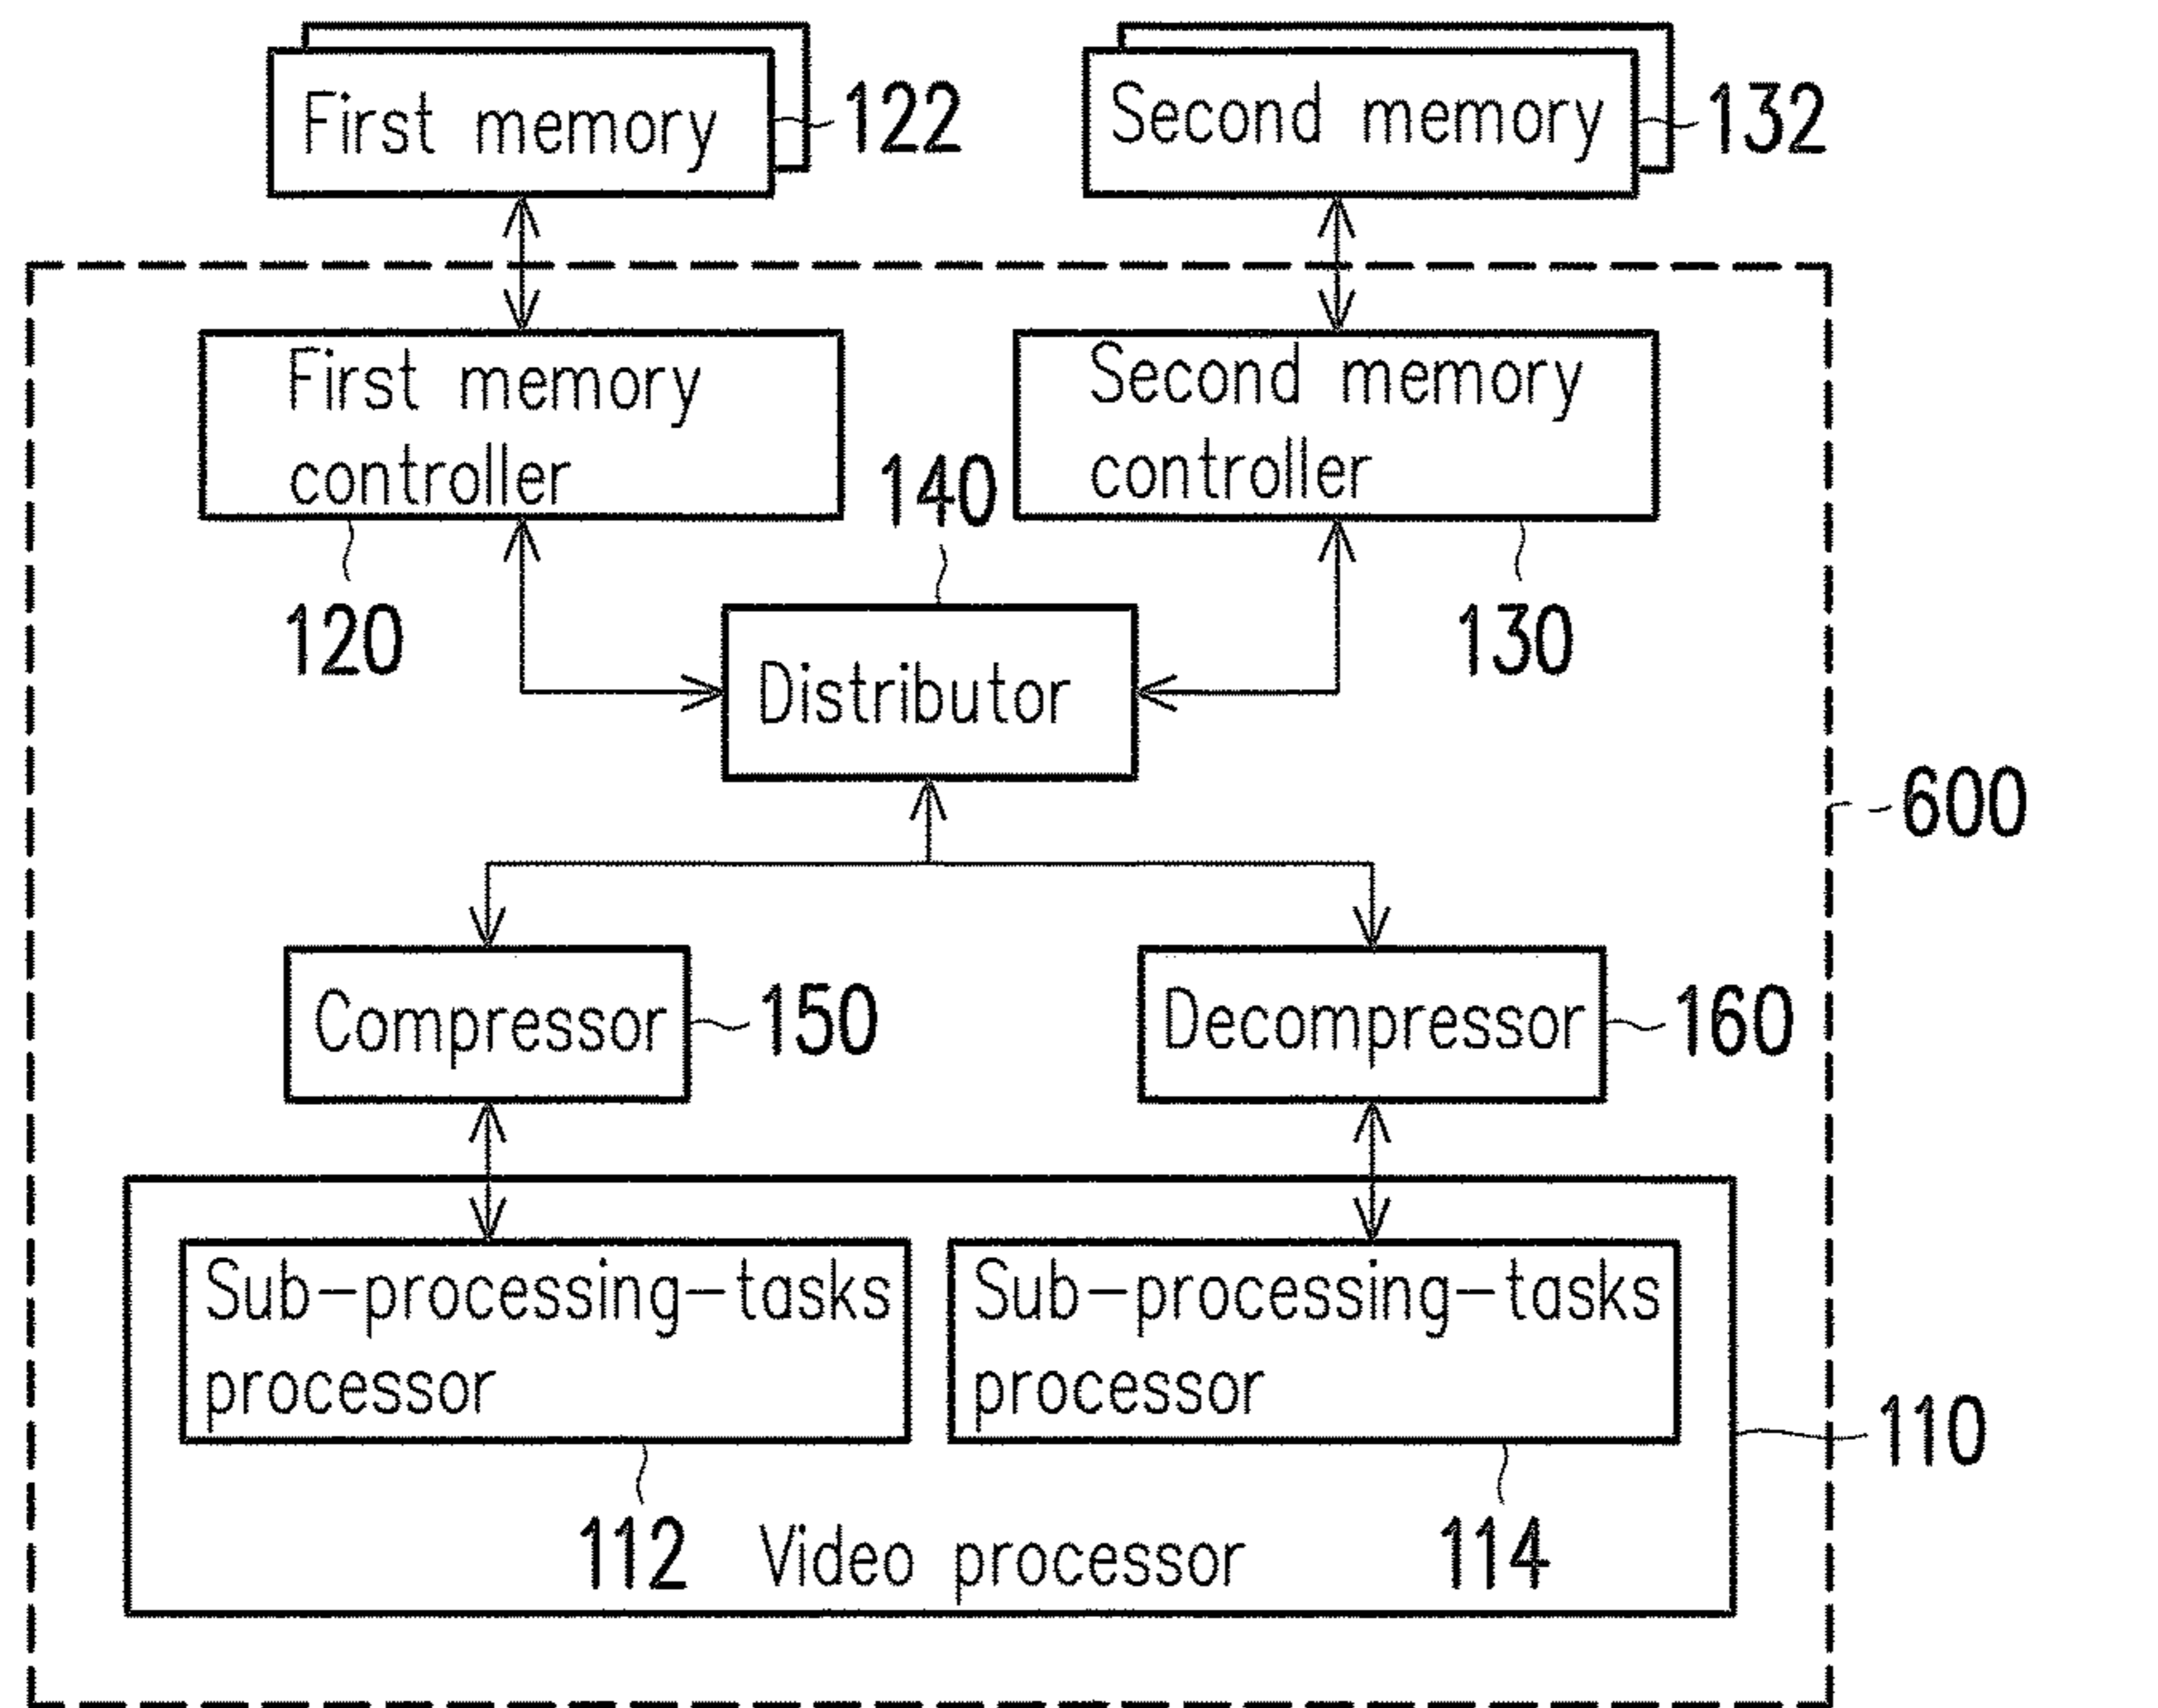 First memory
122
Second memory
132
First memory
controller
120
140
Second memory
controller
130
Distributor
600
Compressor
150
Decompressor
160
Sub-processing-tasks
processor
112
Sub-processing-tasks
processor
114
110
Video processor